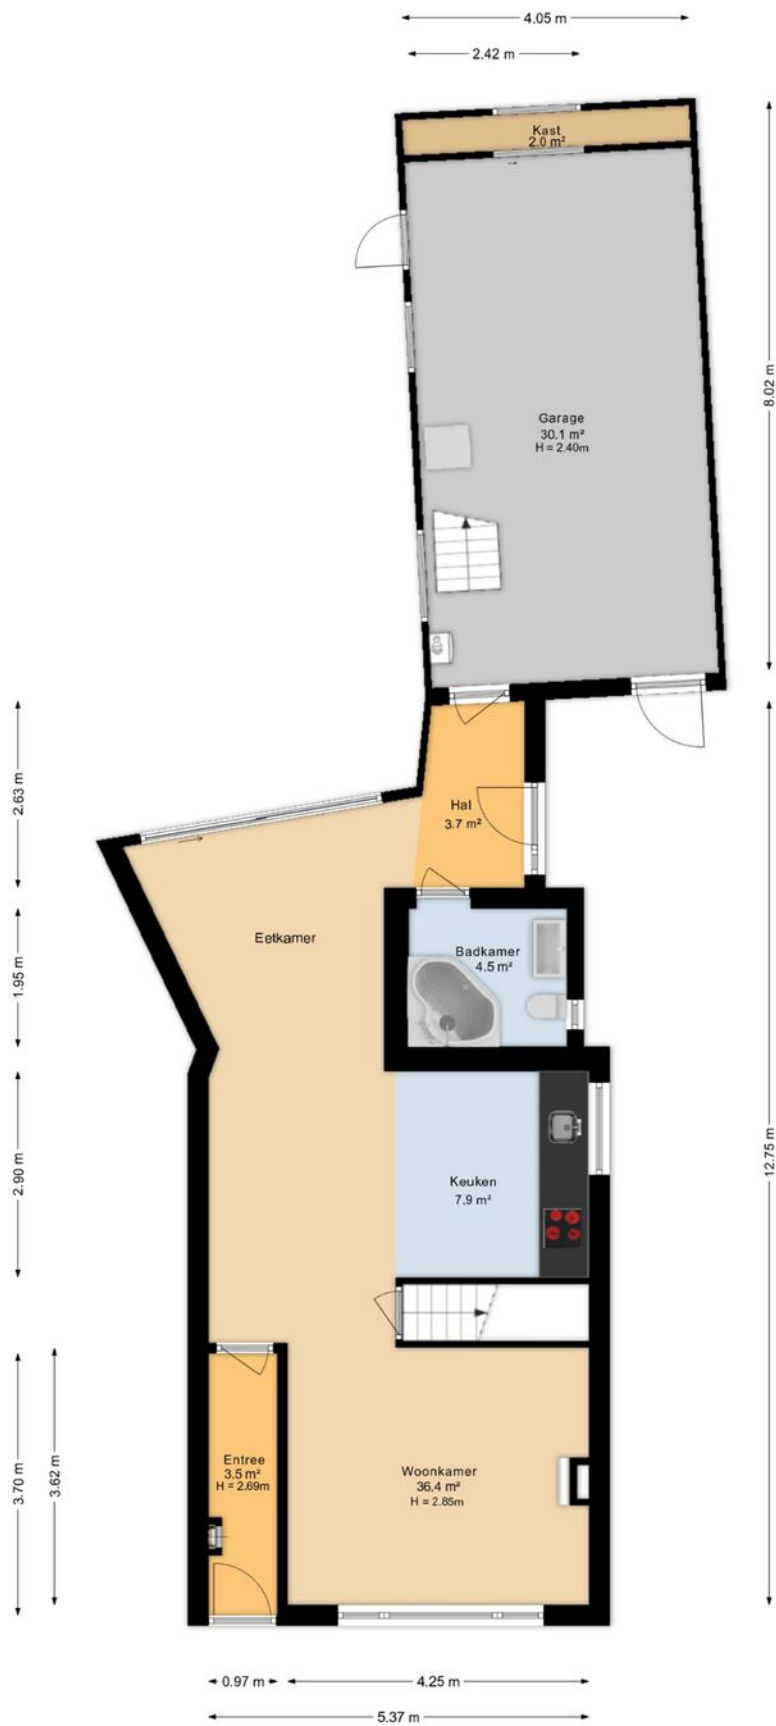 4.05 m
2.42 m
Kast
2.0 m²
8.02 m
Garage
30.1 m²
H = 2.40m
2.63 m
Hal
3.7 m²
Eetkamer
1.95 m
Badkamer
4.5 m²
12.75 m
2.90 m
Keuken
7.9 m²
3.70 m
3.62 m
Entree
3.5 m²
H = 2.69m
Woonkamer
36.4 m²
H = 2.85m
0.97 m
4.25 m
5.37 m